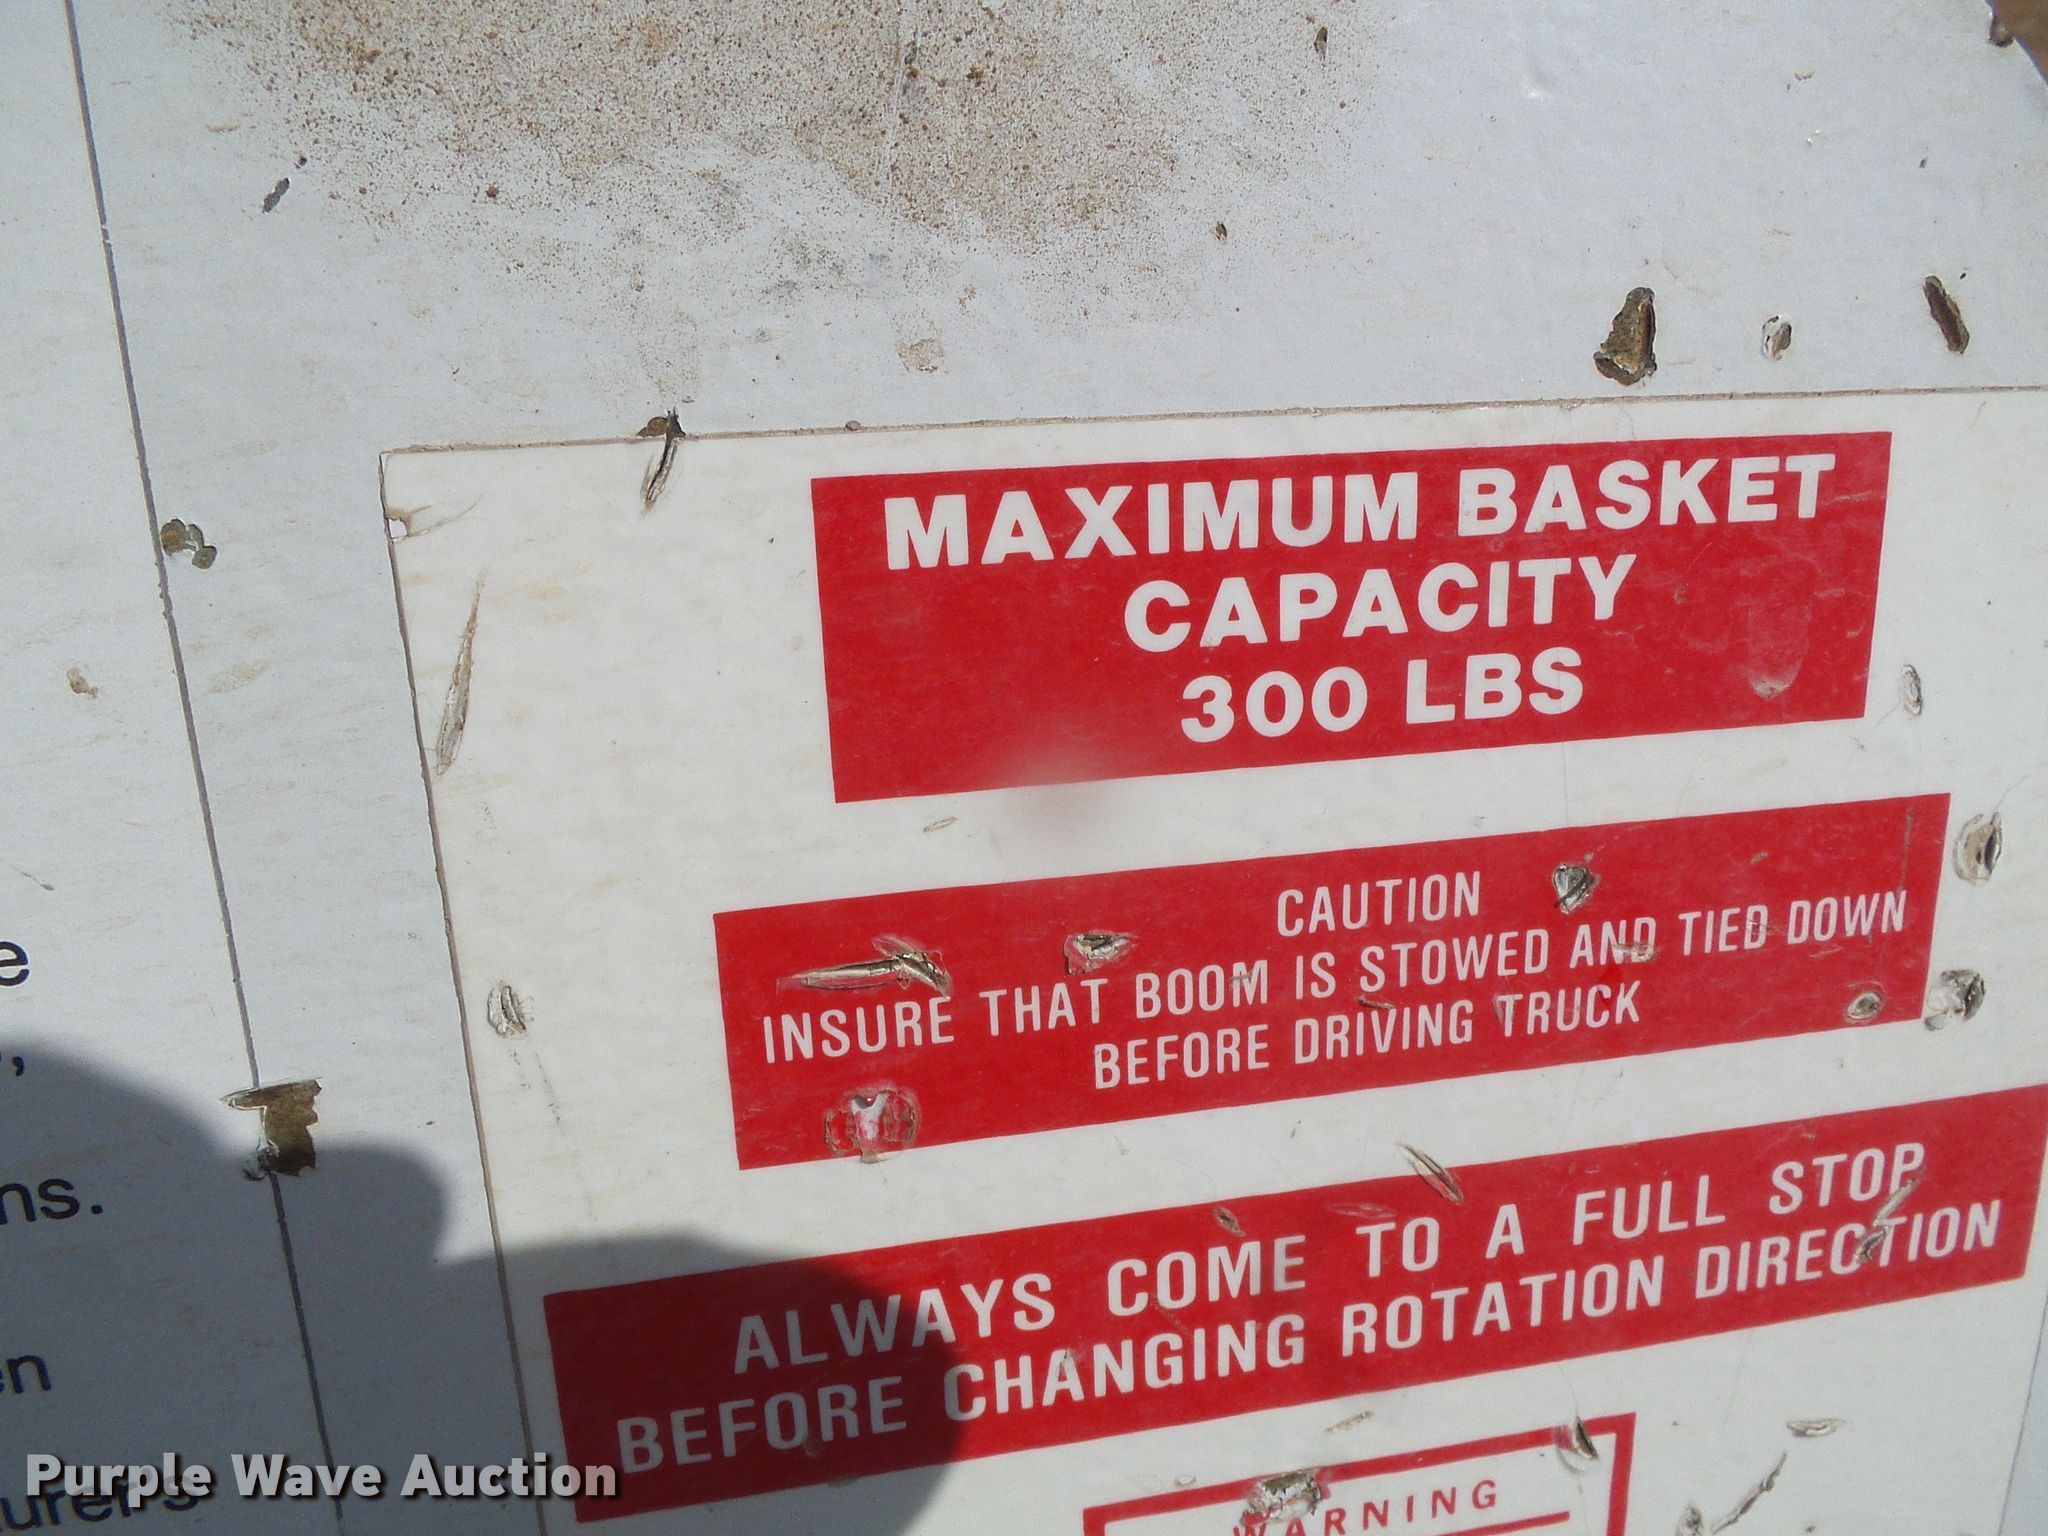 MAXIMUM BASKET
CAPACITY
300 LBS
CAUTION
INSURE THAT BOOM IS STOWED AND TIED DOWN
BEFORE DRIVING TRUCK
ALWAYS COME TO A FULL STOP
BEFORE CHANGING ROTATION DIRECTION
WARNING
Purple Wave Auction